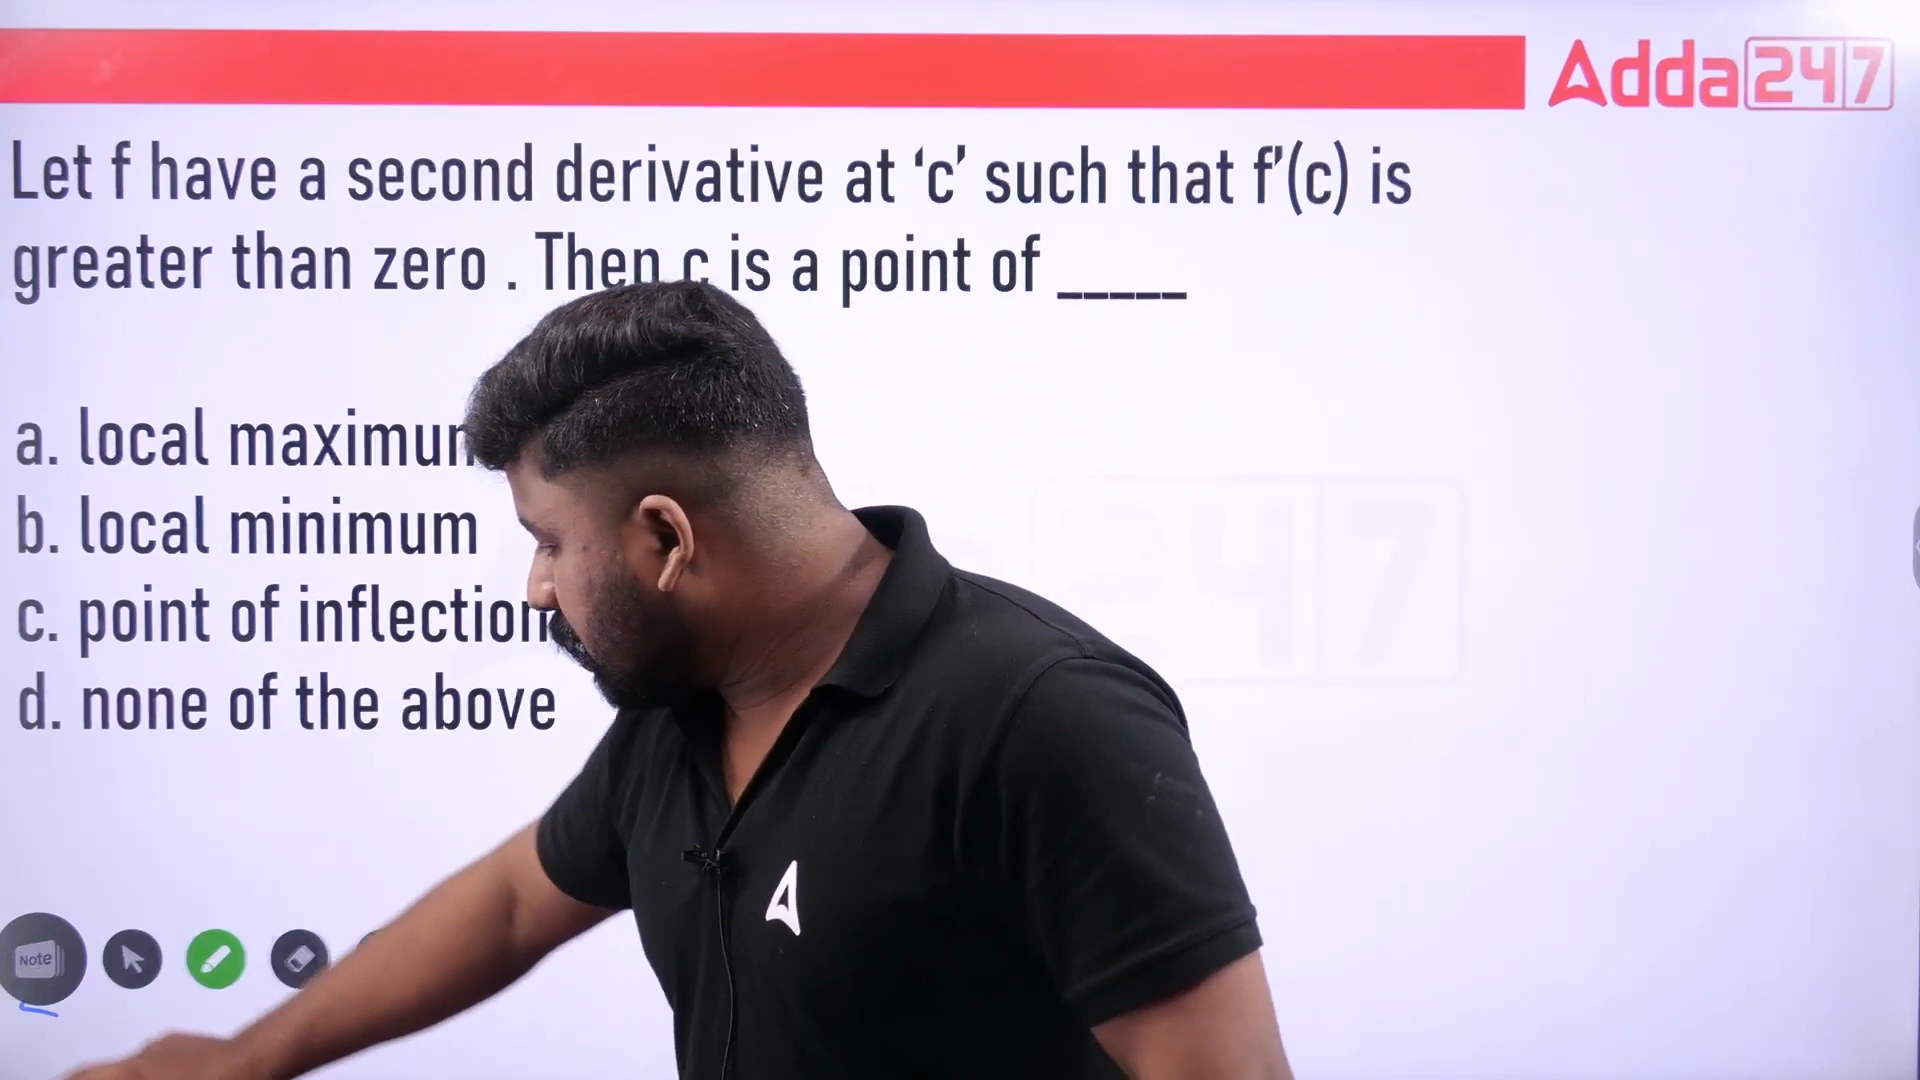 Adda247
Let f have a second derivative at ‘c’ such that f’(c) is
greater than zero . Then c is a point of _____
a. local maximum
b. local minimum
c. point of inflection
d. none of the above
247
Note